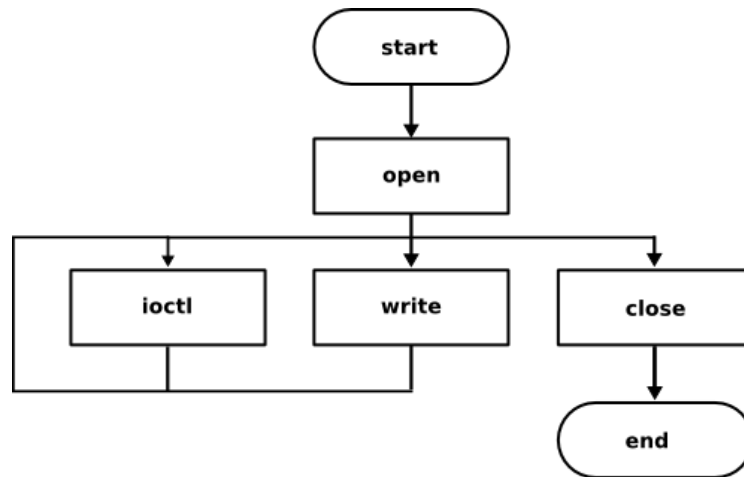 start
open
ioctl
write
close
end